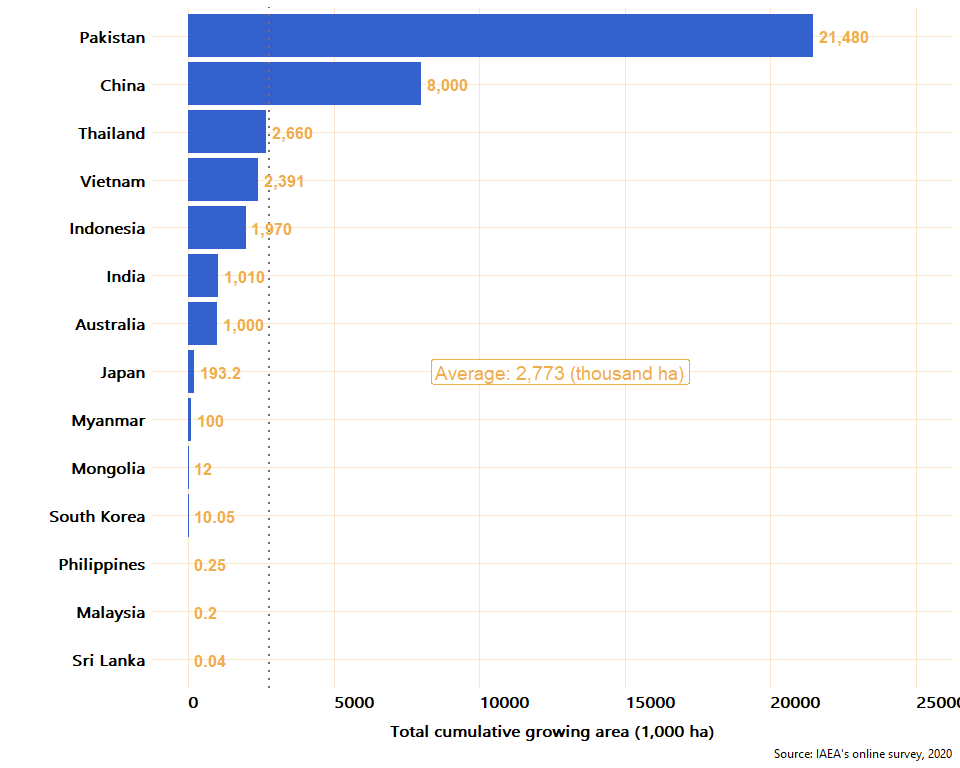 Pakistan 21,480
China 8,000
Thailand 2,660
Vietnam 2,391
Indonesia 1,970
India 1,010
Australia 1,000
Japan 193.2 Average: 2,773 (thousand ha)
Myanmar 100
Mongolia 12
South Korea 10.05
Philippines 0.25
Malaysia 0.2
Sri Lanka 0.04
0 5000 10000 15000 20000 25000
Total cumulative growing area (1,000 ha)
Source: IAEA's online survey, 2020